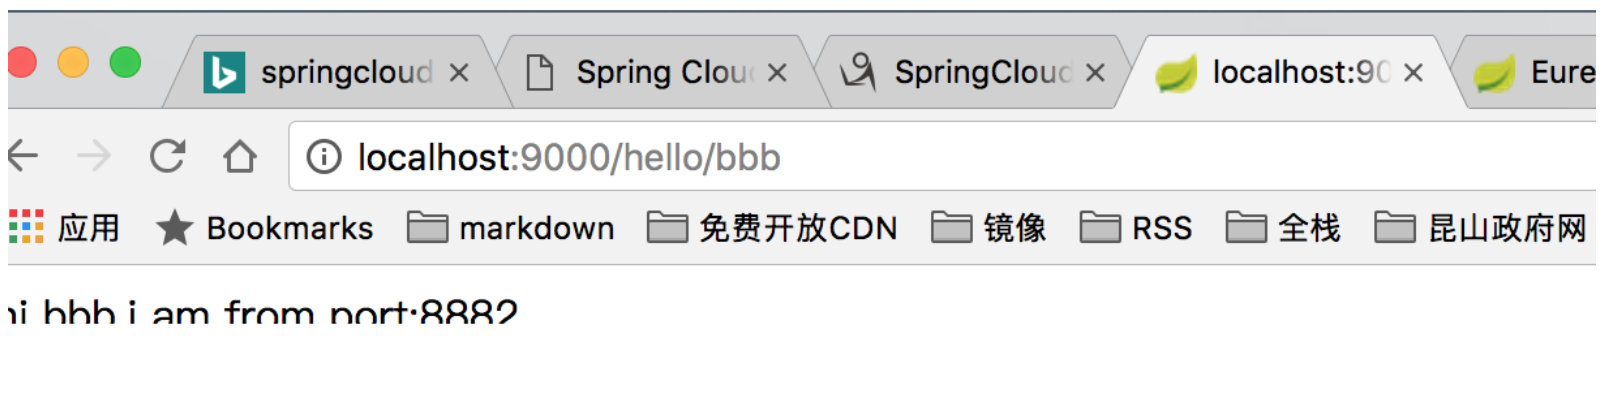 springcloud
Spring Clou
SpringCloud
localhost:90
Eure
localhost:9000/hello/bbb
应用 Bookmarks markdown 免费开放CDN 镜像 RSS 全栈 昆山政府网
hi bbb i am from port:8882